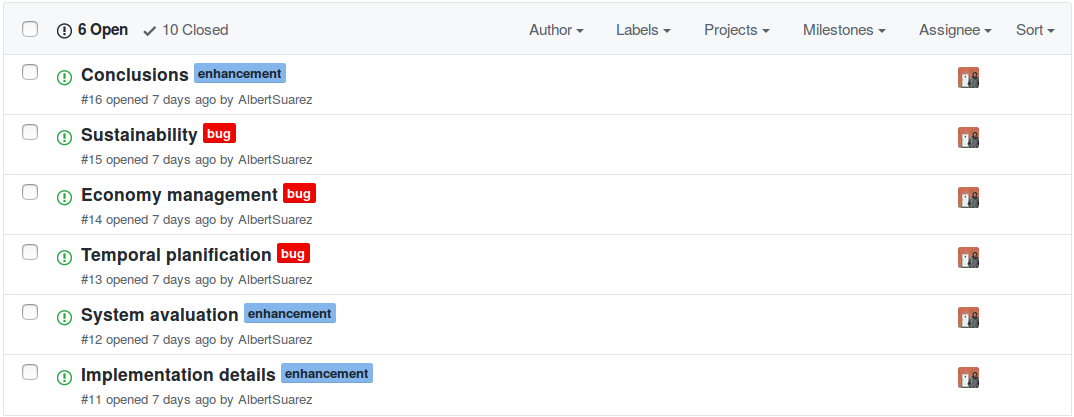 6 Open 10 Closed Author Labels Projects Milestones Assignee Sort
Conclusions enhancement
#16 opened 7 days ago by AlbertSuarez
Sustainability bug
#15 opened 7 days ago by AlbertSuarez
Economy management bug
#14 opened 7 days ago by AlbertSuarez
Temporal planification bug
#13 opened 7 days ago by AlbertSuarez
System avaluation enhancement
#12 opened 7 days ago by AlbertSuarez
Implementation details enhancement
#11 opened 7 days ago by AlbertSuarez